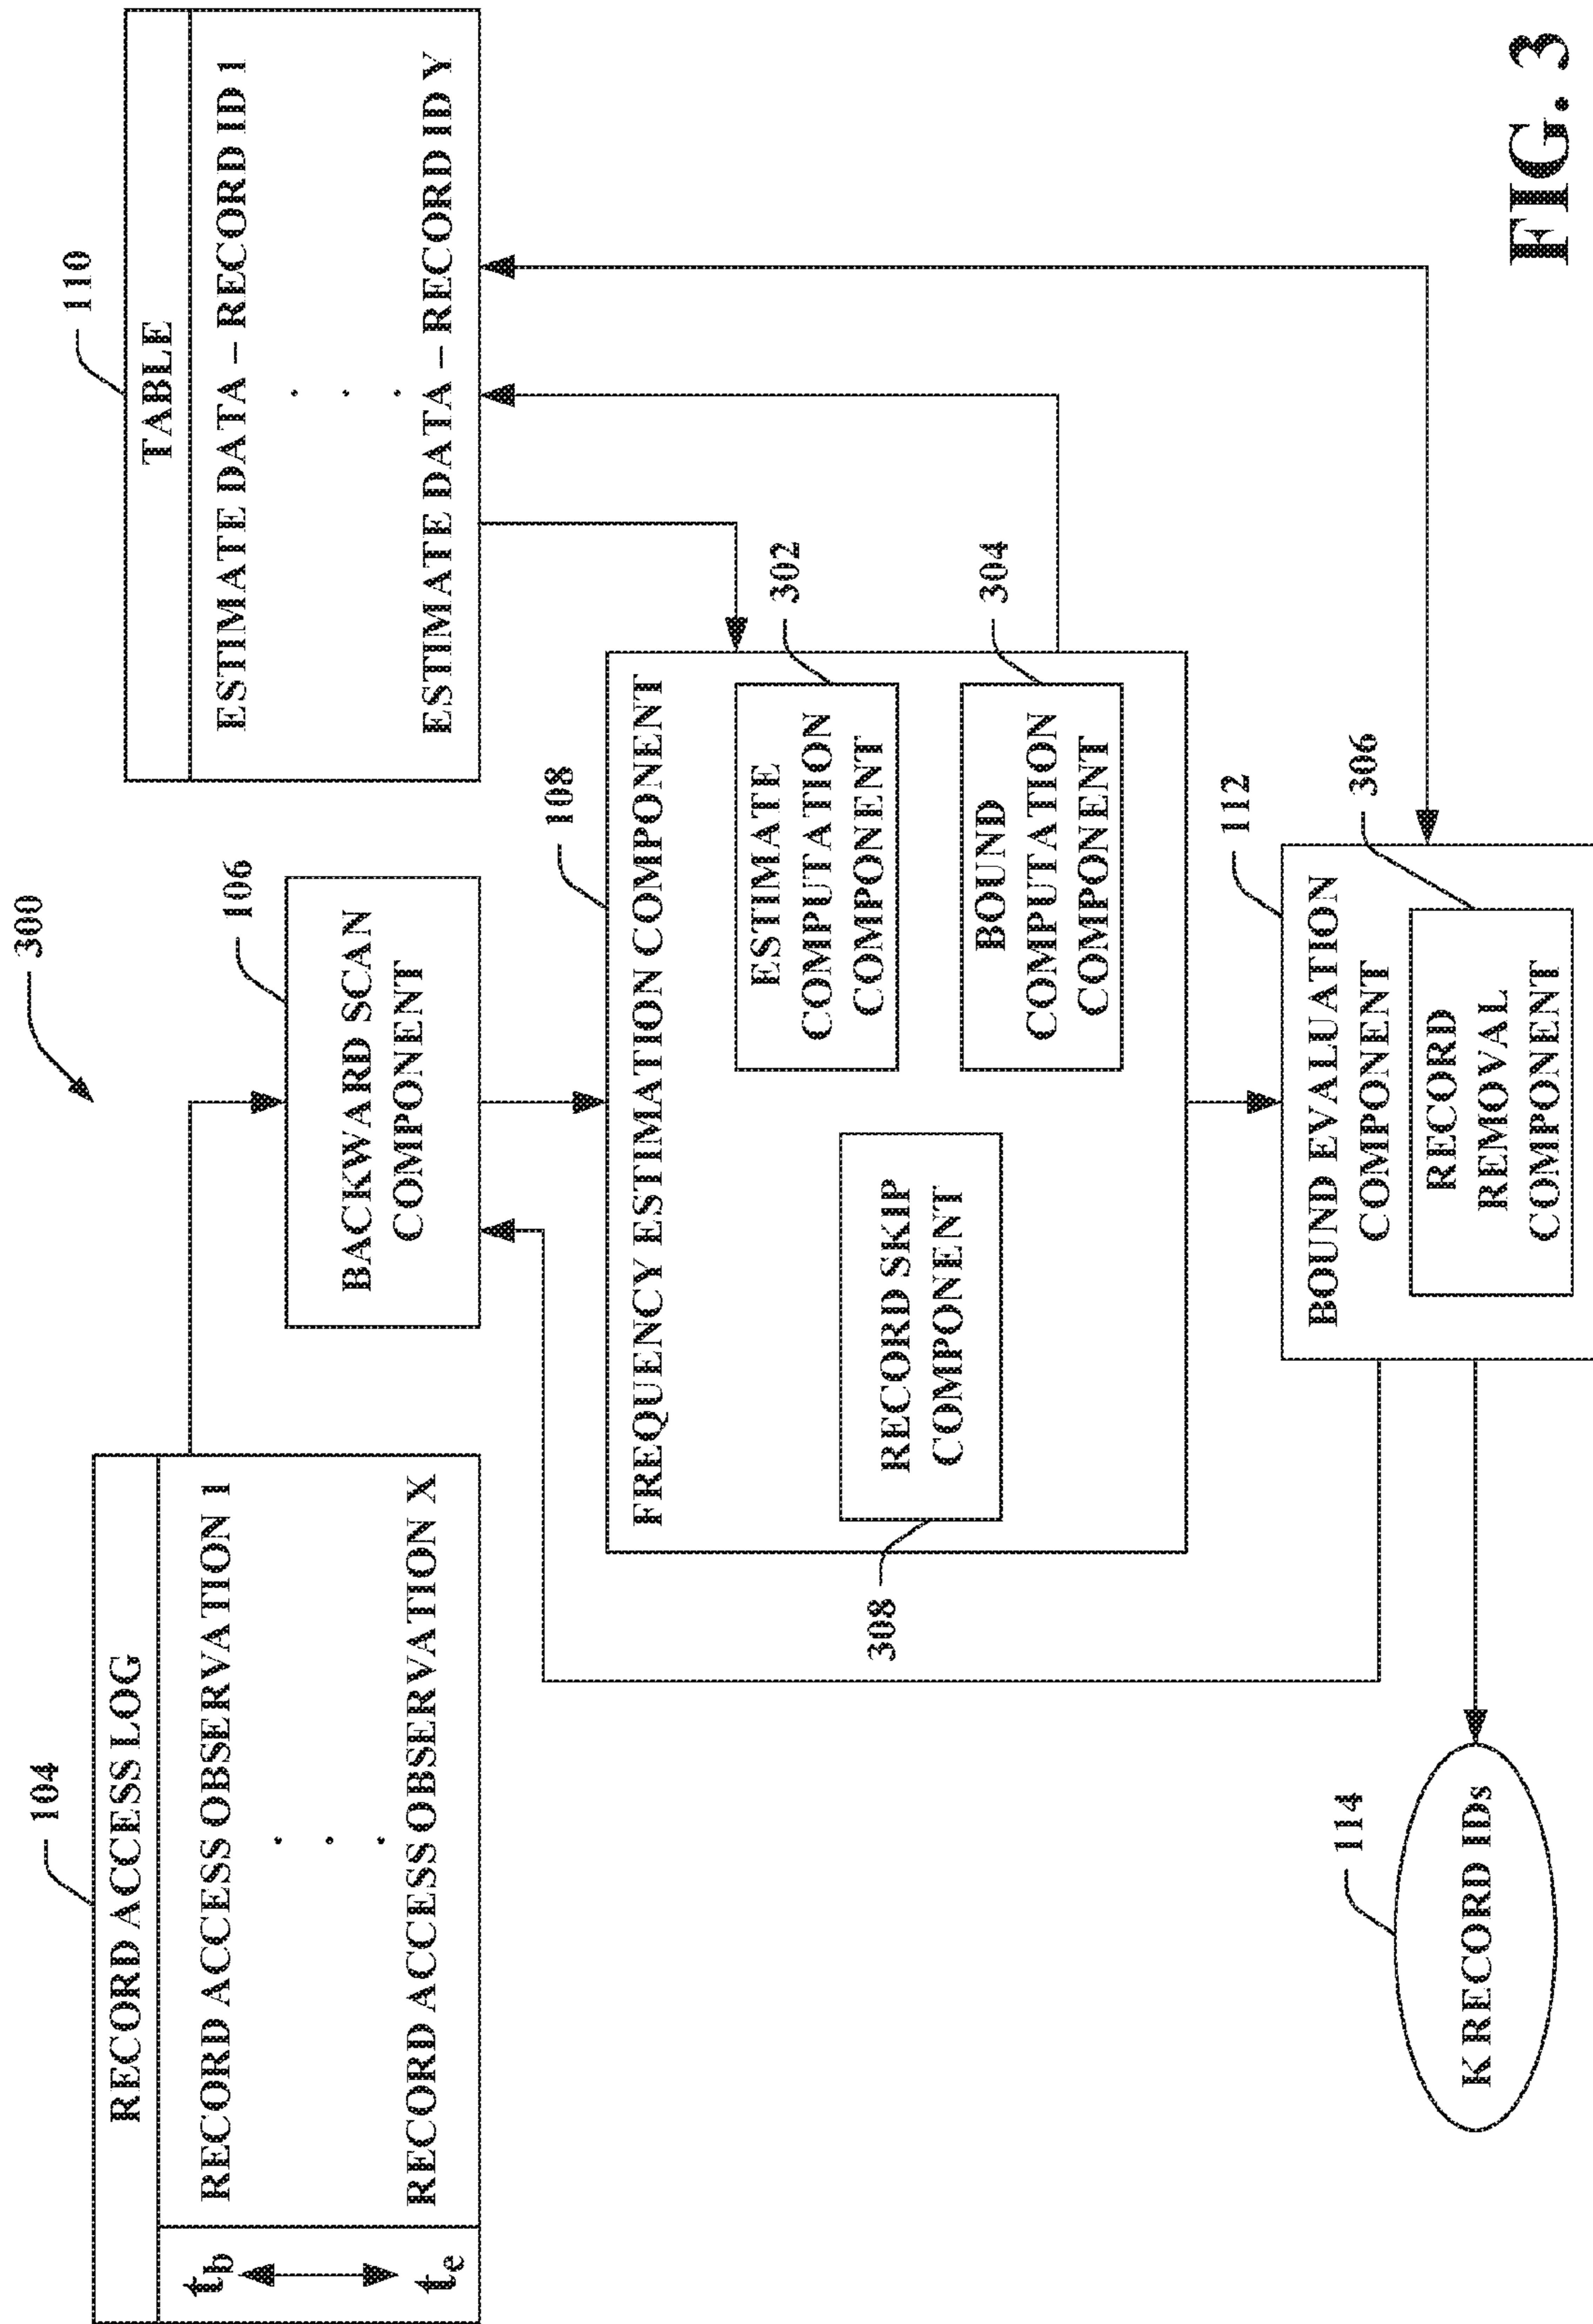 300
104
RECORD ACCESS LOG
t_b
t_e
RECORD ACCESS OBSERVATION 1
.
.
.
RECORD ACCESS OBSERVATION X
106
BACKWARD SCAN
COMPONENT
110
TABLE
ESTIMATE DATA – RECORD ID 1
.
.
.
ESTIMATE DATA – RECORD ID Y
108
FREQUENCY ESTIMATION COMPONENT
308
RECORD SKIP
COMPONENT
302
ESTIMATE
COMPUTATION
COMPONENT
304
BOUND
COMPUTATION
COMPONENT
112
BOUND EVALUATION
COMPONENT
306
RECORD
REMOVAL
COMPONENT
114
K RECORD IDs
FIG. 3